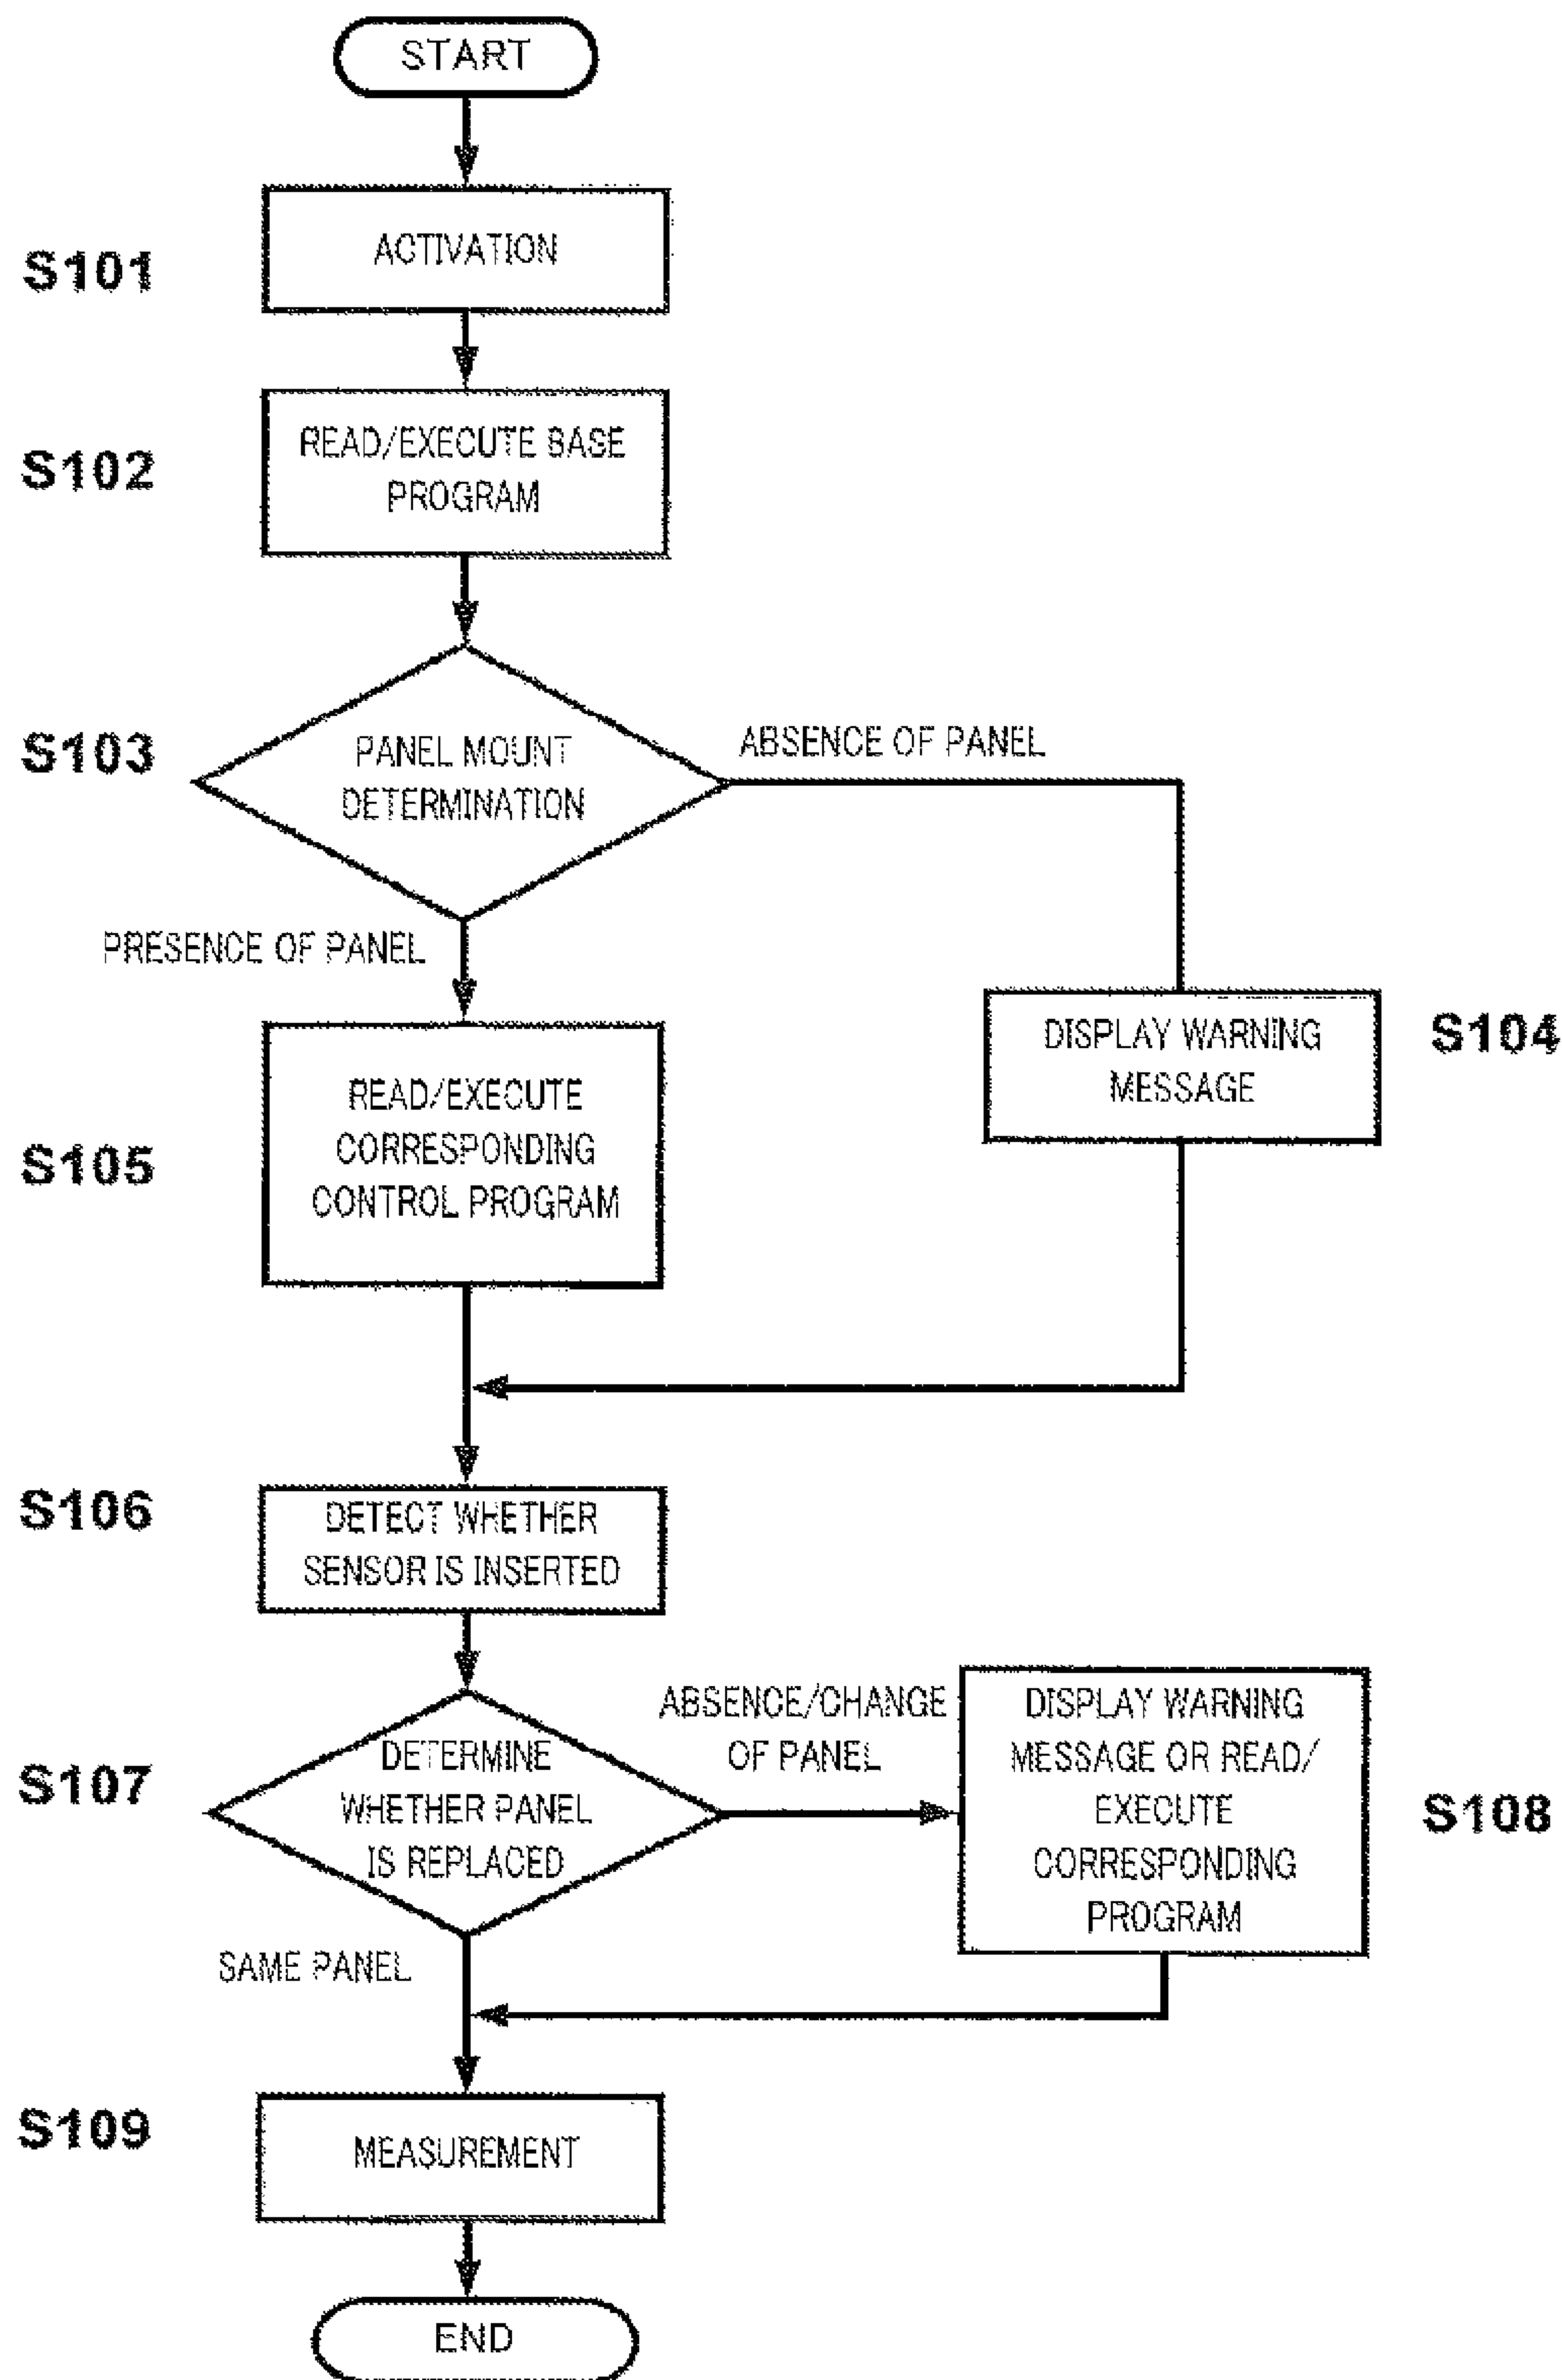 START
S101
ACTIVATION
S102
READ/EXECUTE BASE
PROGRAM
S103
PANEL MOUNT
DETERMINATION
ABSENCE OF PANEL
PRESENCE OF PANEL
DISPLAY WARNING
MESSAGE
S104
S105
READ/EXECUTE
CORRESPONDING
CONTROL PROGRAM
S106
DETECT WHETHER
SENSOR IS INSERTED
S107
DETERMINE
WHETHER PANEL
IS REPLACED
ABSENCE/CHANGE
OF PANEL
DISPLAY WARNING
MESSAGE OR READ/
EXECUTE
CORRESPONDING
PROGRAM
S108
SAME PANEL
S109
MEASUREMENT
END